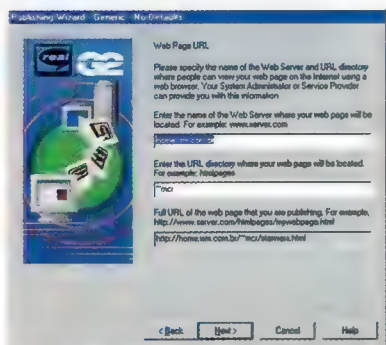 Publishing Wizard Generic No Defaults
real
G2
Web Page URL
Please specify the name of the Web Server and URL directory
where people can view your web page on the Internet using a
web browser. Your System Administrator or Service Provider
can provide you with this information
Enter the name of the Web Server where your web page will be
located. For example: www.server.com
Enter the URL directory where your web page will be located.
For example: htmlpages
Full URL of the web page that you are publishing. For example,
http://www.server.com/htmlpages/mywebpage.html
< Back
Next >
Cancel
Help